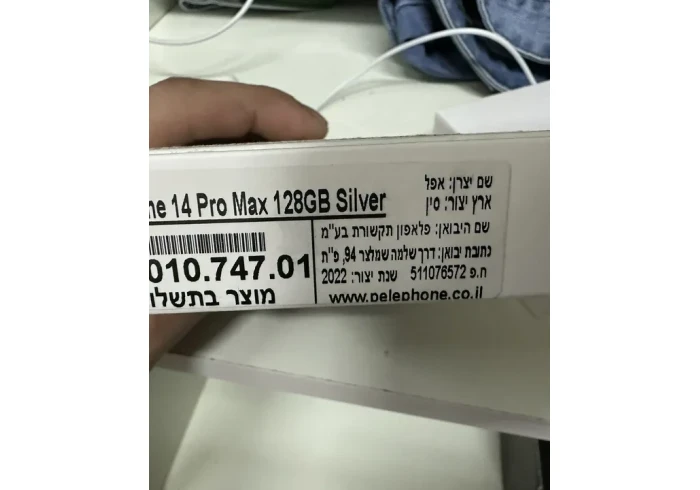 ne 14 Pro Max 128GB Silver
010.747.01
מוצר בתשלו
שם יצרן: אפל
ארץ יצור: סין
שם היבואן: פלאפון תקשורת בע"מ
כתובת יבואן: דרך שלמה שמלצר 94, פ"ת
ח.פ 511076572 שנת יצור: 2022
www.pelephone.co.il